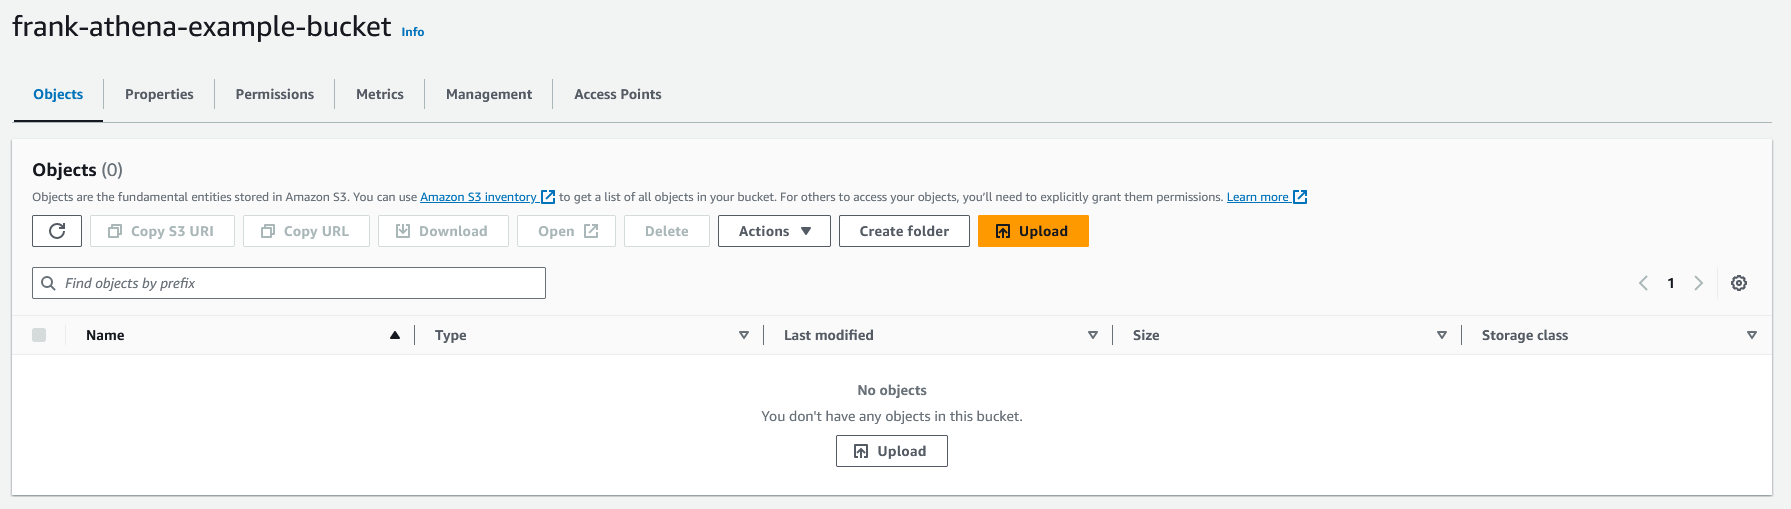 frank-athena-example-bucket Info
Objects Properties Permissions Metrics Management Access Points
Objects (0)
Objects are the fundamental entities stored in Amazon S3. You can use Amazon S3 inventory to get a list of all objects in your bucket. For others to access your objects, you'll need to explicitly grant them permissions. Learn more
Copy S3 URI Copy URL Download Open Delete Actions Create folder Upload
Find objects by prefix 1
Name Type Last modified Size Storage class
No objects
You don't have any objects in this bucket.
Upload